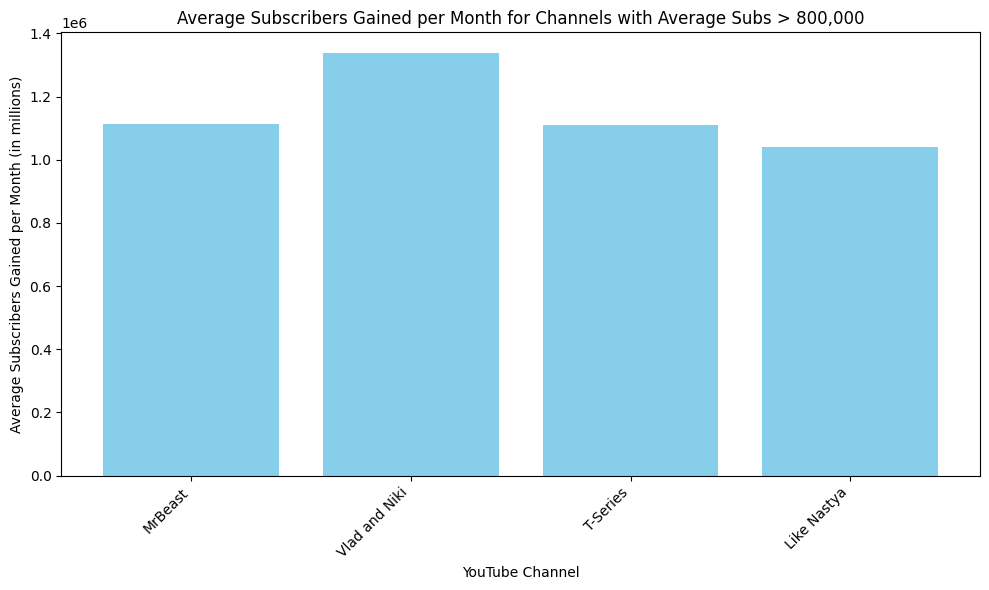 Average Subscribers Gained per Month for Channels with Average Subs > 800,000
1e6
1.4
1.2
1.0
0.8
0.6
0.4
0.2
0.0
Average Subscribers Gained per Month (in millions)
MrBeast
Vlad and Niki
T-Series
Like Nastya
YouTube Channel